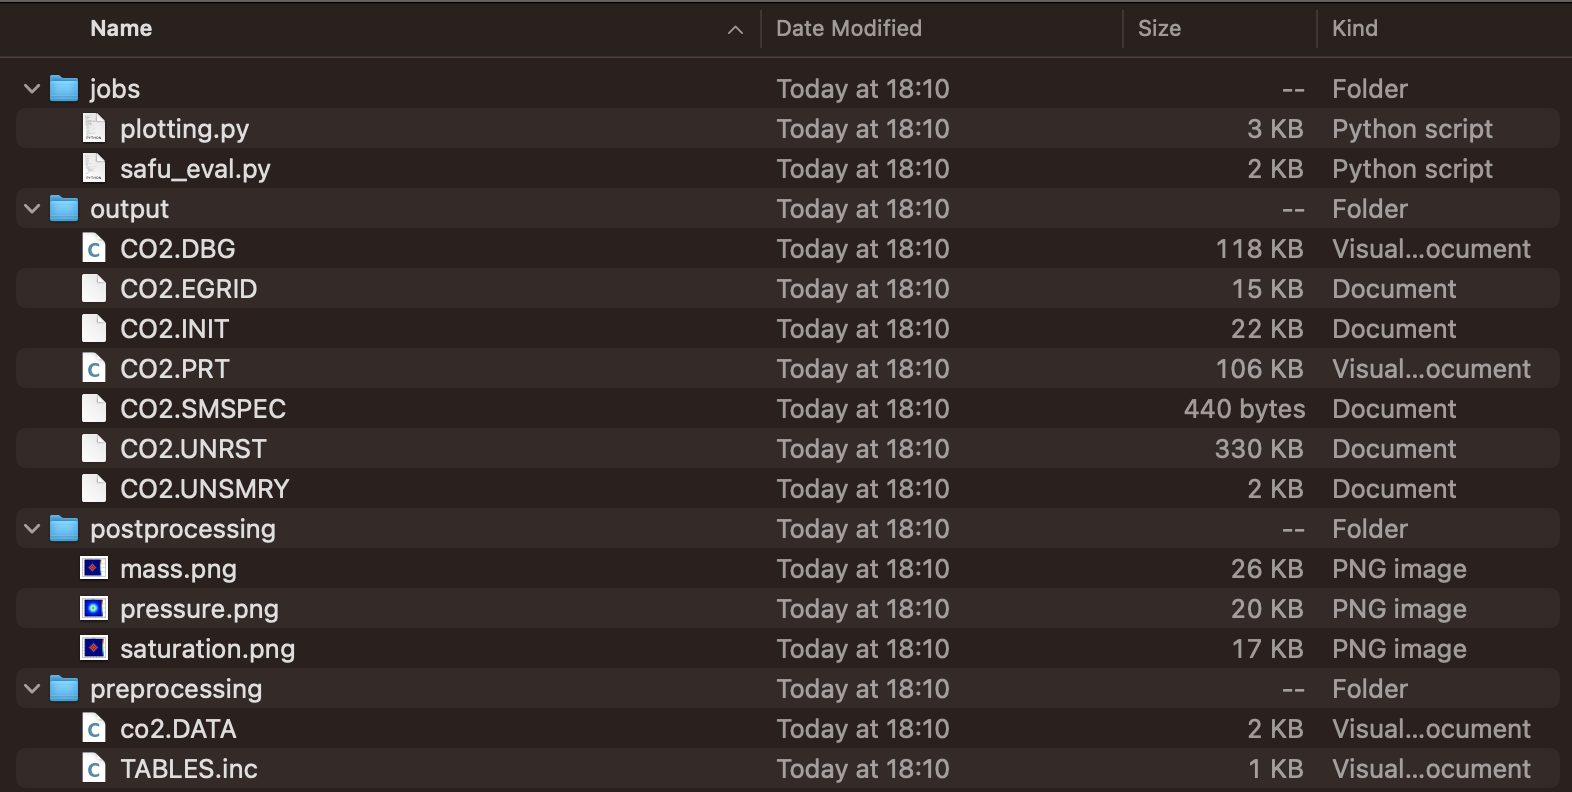 Name Date Modified Size Kind
jobs Today at 18:10 -- Folder
plotting.py Today at 18:10 3 KB Python script
safu_eval.py Today at 18:10 2 KB Python script
output Today at 18:10 -- Folder
CO2.DBG Today at 18:10 118 KB Visual...ocument
CO2.EGRID Today at 18:10 15 KB Document
CO2.INIT Today at 18:10 22 KB Document
CO2.PRT Today at 18:10 106 KB Visual...ocument
CO2.SMSPEC Today at 18:10 440 bytes Document
CO2.UNRST Today at 18:10 330 KB Document
CO2.UNSMRY Today at 18:10 2 KB Document
postprocessing Today at 18:10 -- Folder
mass.png Today at 18:10 26 KB PNG image
pressure.png Today at 18:10 20 KB PNG image
saturation.png Today at 18:10 17 KB PNG image
preprocessing Today at 18:10 -- Folder
co2.DATA Today at 18:10 2 KB Visual...ocument
TABLES.inc Today at 18:10 1 KB Visual...ocument